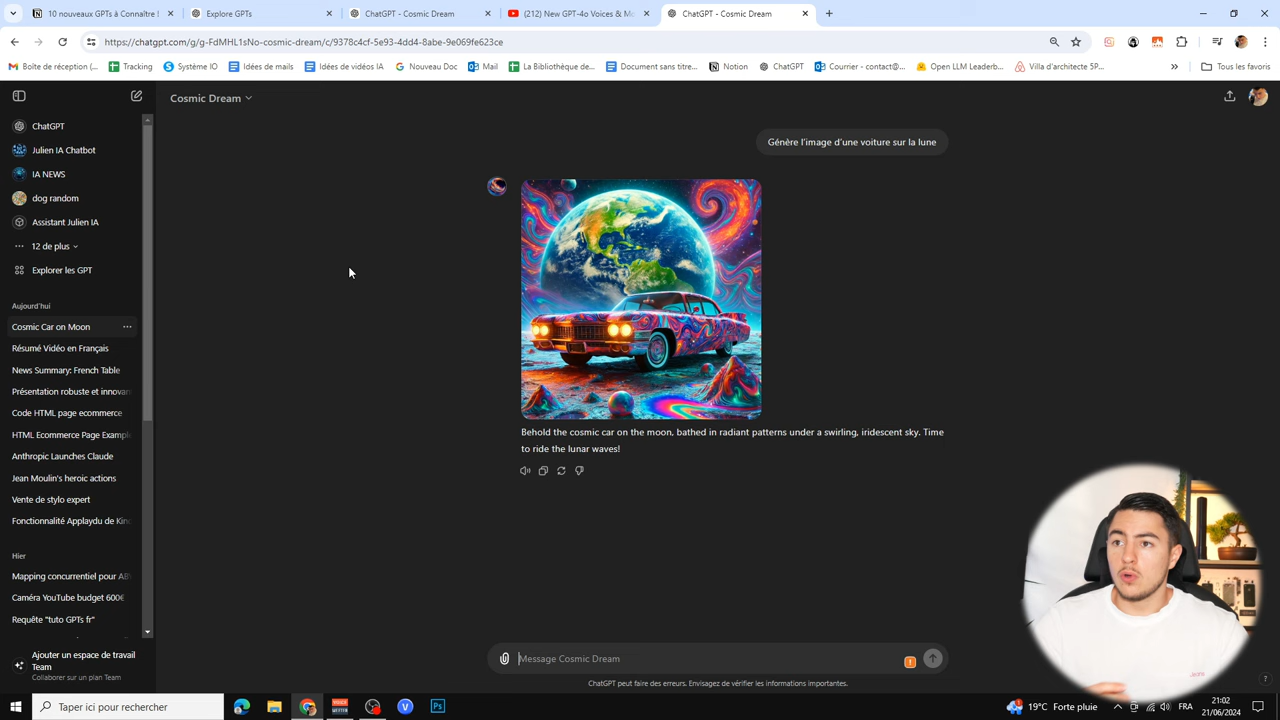 10 nouveaux GPTs à Connaître !
Explore GPTs
ChatGPT - Cosmic Dream
(212) New GPT-4o Voices & Mo
ChatGPT - Cosmic Dream
https://chatgpt.com/g/g-FdMHL1sNo-cosmic-dream/c/9378c4cf-5e93-4dd4-8abe-9e069fe623ce
Boîte de réception (...
Tracking
Système IO
Idées de mails
Idées de vidéos IA
Nouveau Doc
Mail
La Bibliothèque de...
Document sans titre...
Notion
ChatGPT
Courrier - contact@...
Open LLM Leaderb...
Villa d'architecte 5P...
Tous les favoris
Cosmic Dream
ChatGPT
Julien IA Chatbot
IA NEWS
dog random
Assistant Julien IA
12 de plus
Explorer les GPT
Aujourd'hui
Cosmic Car on Moon
Résumé Vidéo en Français
News Summary: French Table
Présentation robuste et innovan
Code HTML page ecommerce
HTML Ecommerce Page Exampl
Anthropic Launches Claude
Jean Moulin's heroic actions
Vente de stylo expert
Fonctionnalité Applaydu de Kin
Hier
Mapping concurrentiel pour AB
Caméra YouTube budget 600€
Requête "tuto GPTs fr"
Ajouter un espace de travail
Team
Collaborer sur un plan Team
Génère l'image d'une voiture sur la lune
Behold the cosmic car on the moon, bathed in radiant patterns under a swirling, iridescent sky. Time
to ride the lunar waves!
Message Cosmic Dream
ChatGPT peut faire des erreurs. Envisagez de vérifier les informations importantes.
Taper ici pour rechercher
19°C Forte pluie
FRA
21:02
21/06/2024